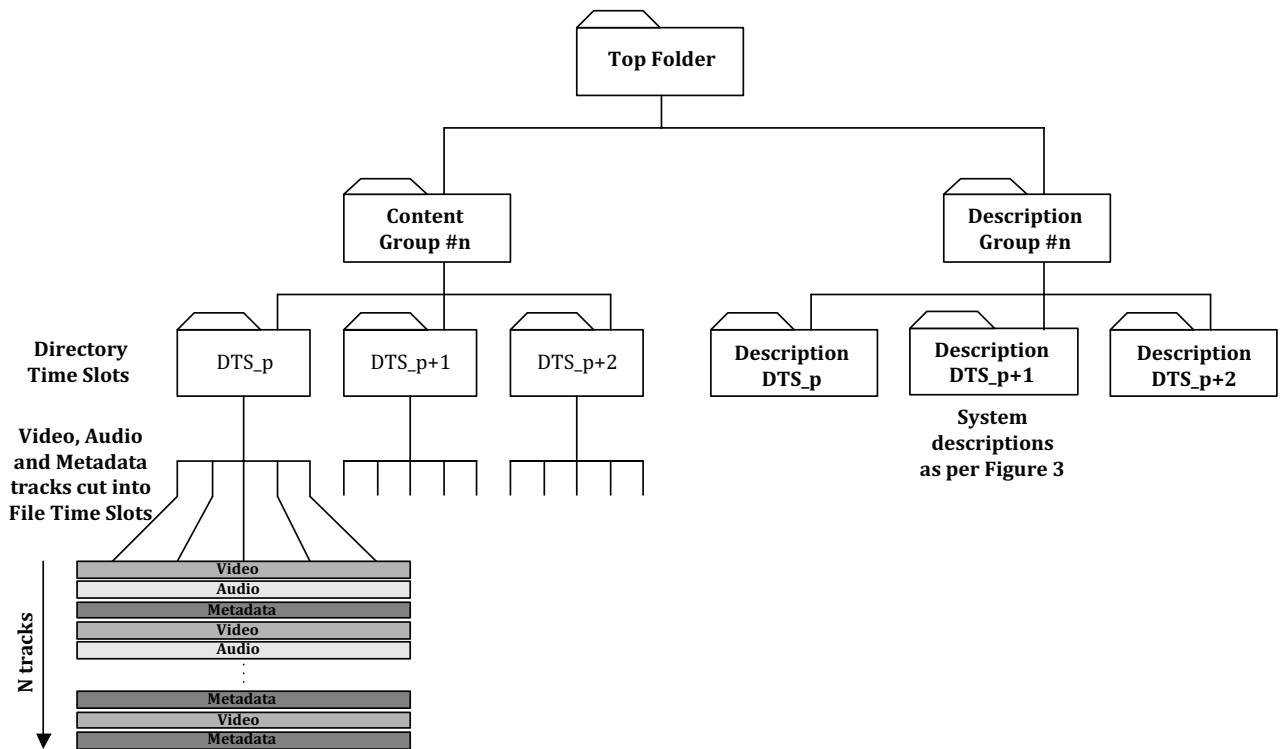 Top Folder
Content
Group #n
Description
Group #n
Directory
Time Slots
DTS_p
DTS_p+1
DTS_p+2
Description
DTS_p
Description
DTS_p+1
Description
DTS_p+2
System
descriptions
as per Figure 3
Video, Audio
and Metadata
tracks cut into
File Time Slots
N tracks
Video
Audio
Metadata
Video
Audio
Metadata
Video
Metadata